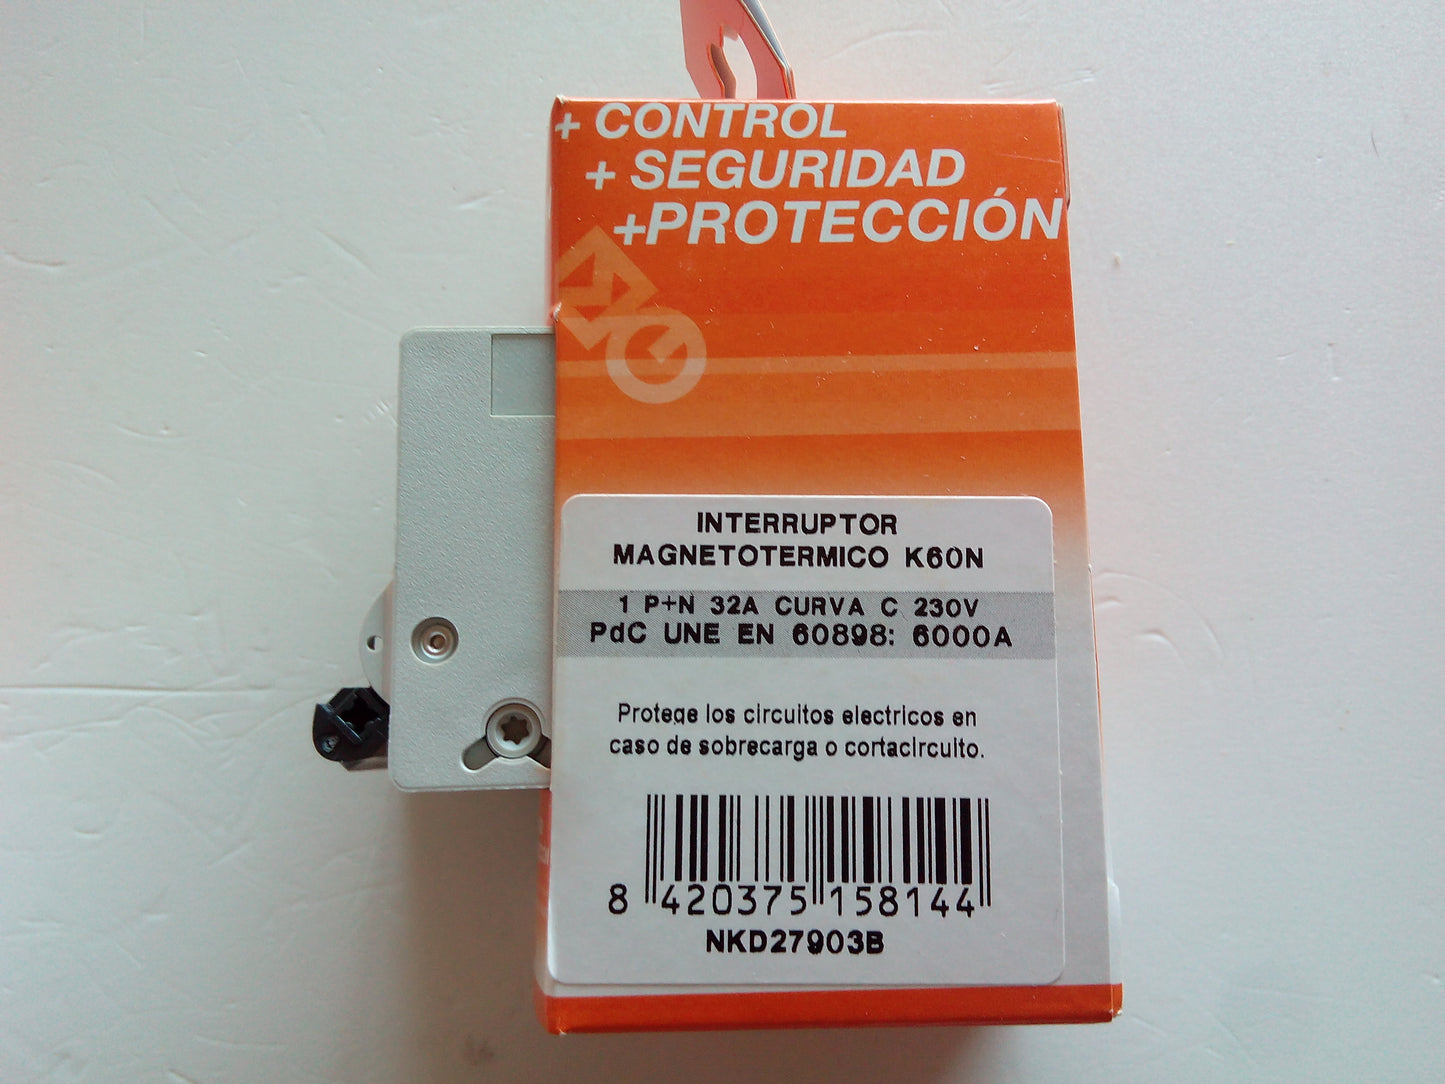 + CONTROL
+ SEGURIDAD
+PROTECCIÓN
MG
INTERRUPTOR
MAGNETOTERMICO K60N
1 P+N 32A CURVA C 230V
PdC UNE EN 60898: 6000A
Protege los circuitos electricos en
caso de sobrecarga o cortacircuito.
8 420375 158144
NKD27903B